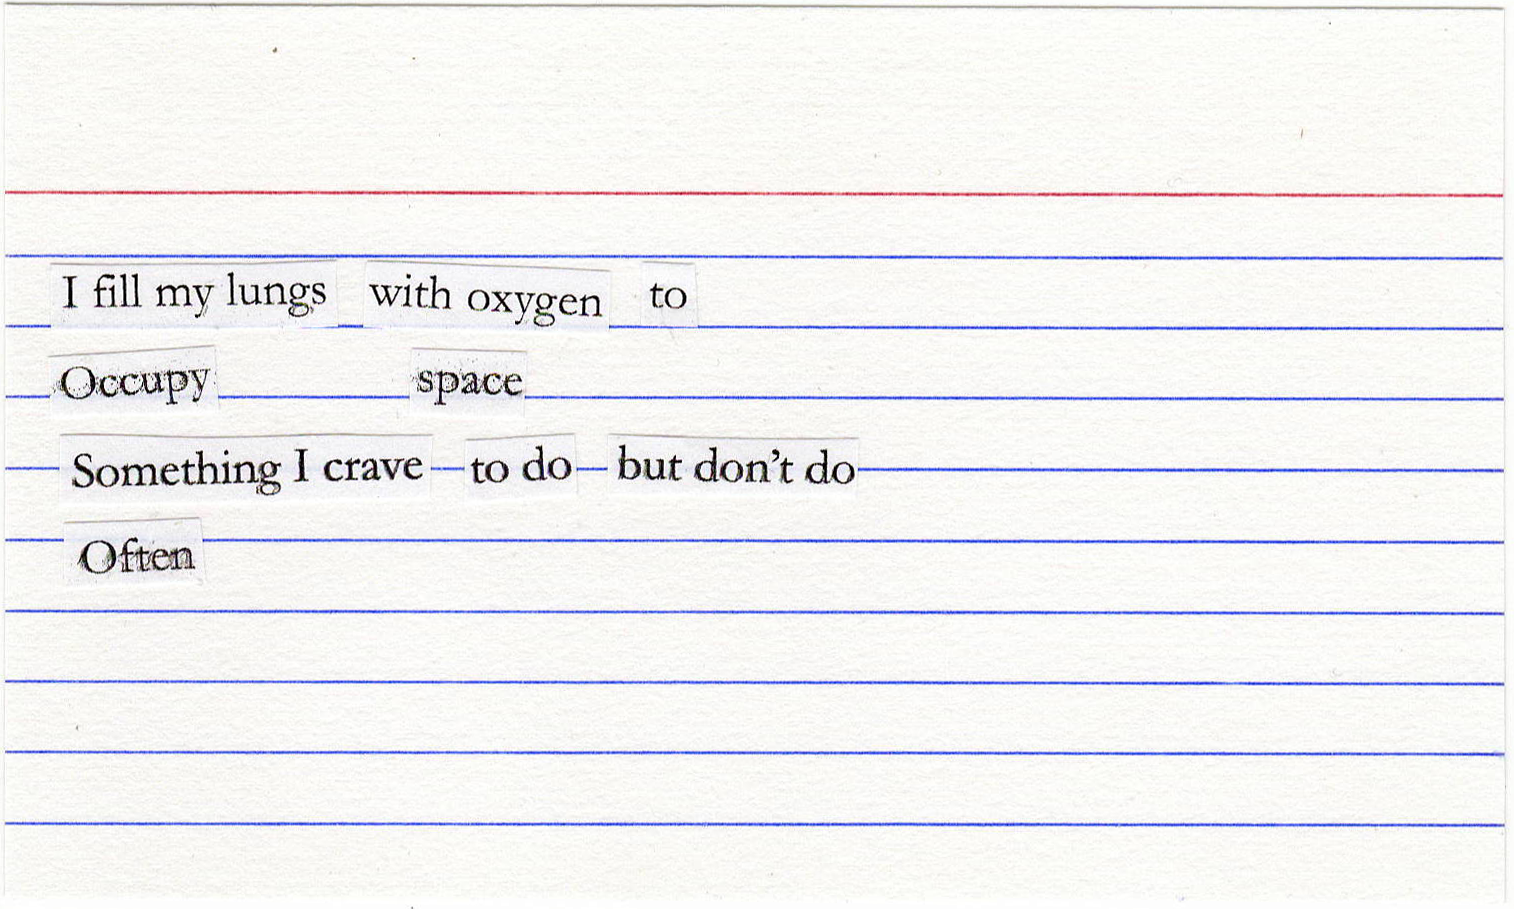 I fill my lungs with oxygen to
Occupy space
Something I crave to do but don't do
Often